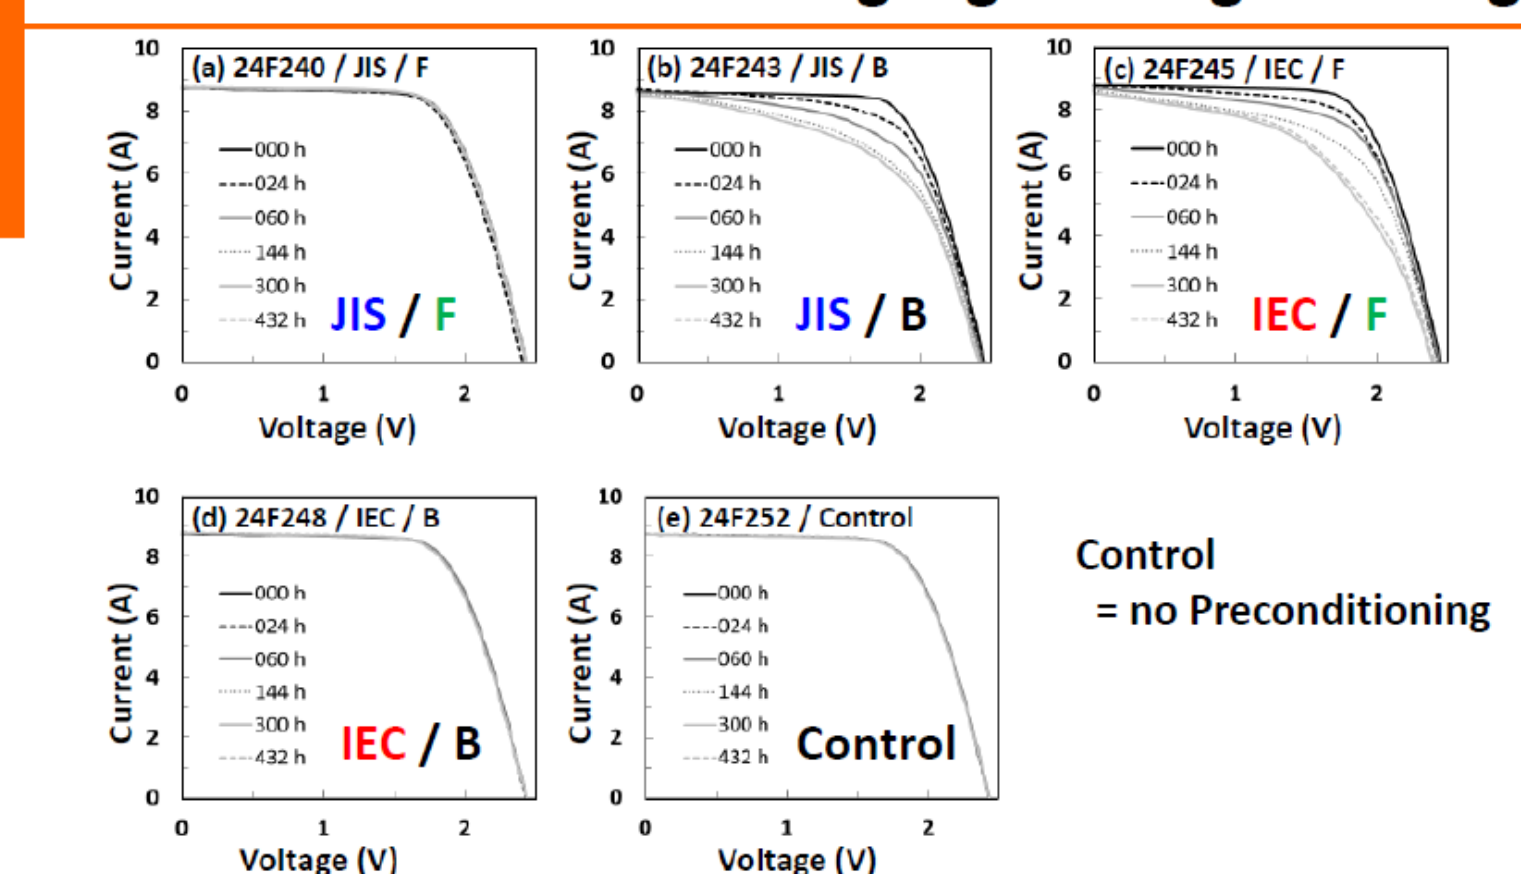 (a) 24F240 / JIS / F
10
8
6
4
2
0
Current (A)
000 h
024 h
060 h
144 h
300 h
432 h
JIS / F
0 1 2
Voltage (V)
(b) 24F243 / JIS / B
10
8
6
4
2
0
Current (A)
000 h
024 h
060 h
144 h
300 h
432 h
JIS / B
0 1 2
Voltage (V)
(c) 24F245 / IEC / F
10
8
6
4
2
0
Current (A)
000 h
024 h
060 h
144 h
300 h
432 h
IEC / F
0 1 2
Voltage (V)
(d) 24F248 / IEC / B
10
8
6
4
2
0
Current (A)
000 h
024 h
060 h
144 h
300 h
432 h
IEC / B
0 1 2
Voltage (V)
(e) 24F252 / Control
10
8
6
4
2
0
Current (A)
000 h
024 h
060 h
144 h
300 h
432 h
Control
0 1 2
Voltage (V)
Control
= no Preconditioning